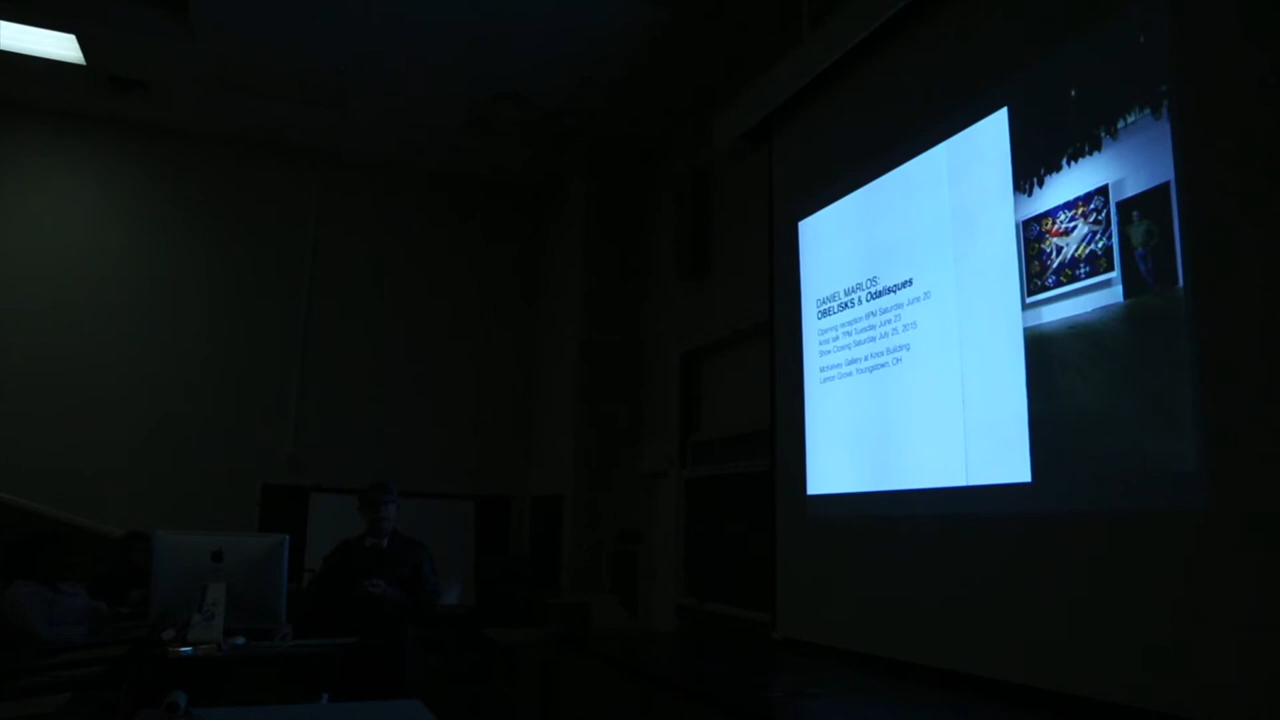 DANIEL MARLOS:
OBELISKS & Odalisques
Opening reception 6PM Saturday June 20
Artist talk 7PM Tuesday June 23
Show Closing Saturday July 25, 2015
McKelvey Gallery at Knox Building
Lemon Grove, Youngstown, OH